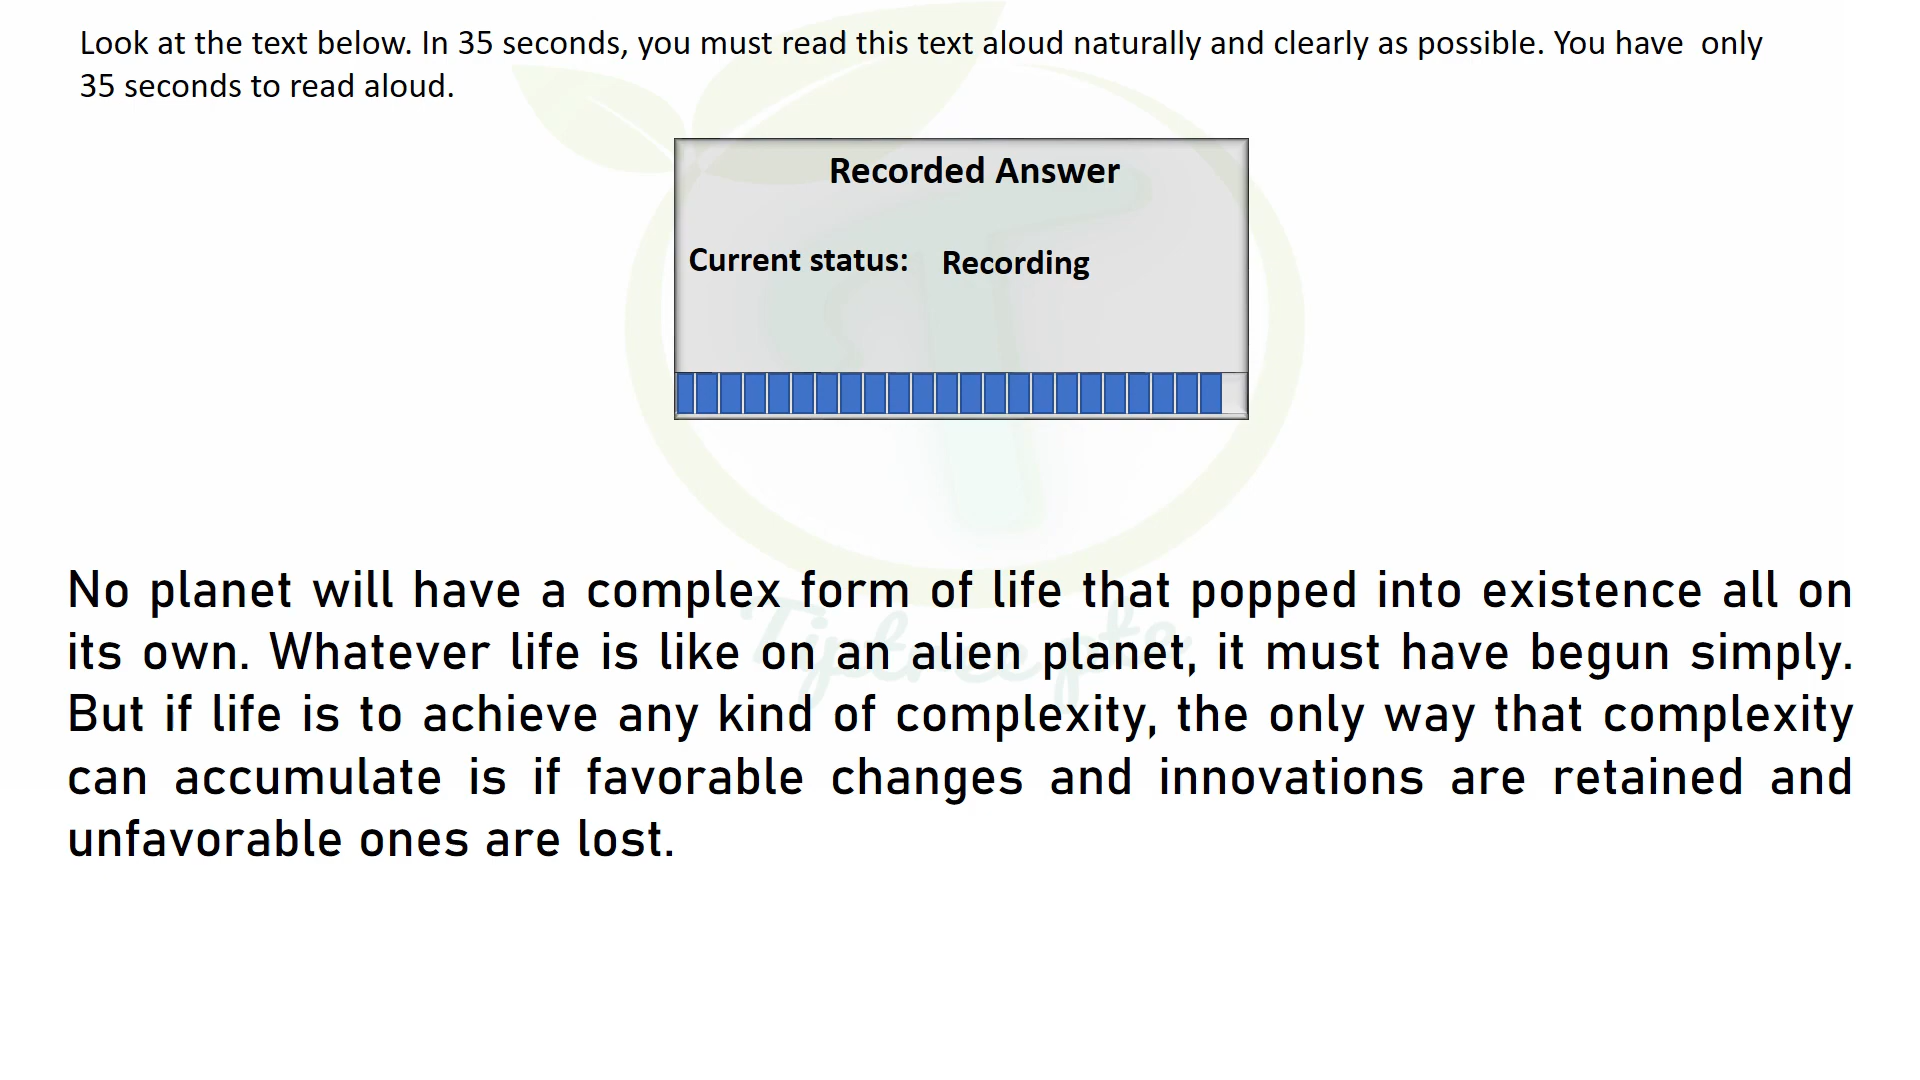 Look at the text below. In 35 seconds, you must read this text aloud naturally and clearly as possible. You have  only
35 seconds to read aloud.
Recorded Answer
Current status: Recording
No planet will have a complex form of life that popped into existence all on
its own. Whatever life is like on an alien planet, it must have begun simply.
But if life is to achieve any kind of complexity, the only way that complexity
can accumulate is if favorable changes and innovations are retained and
unfavorable ones are lost.